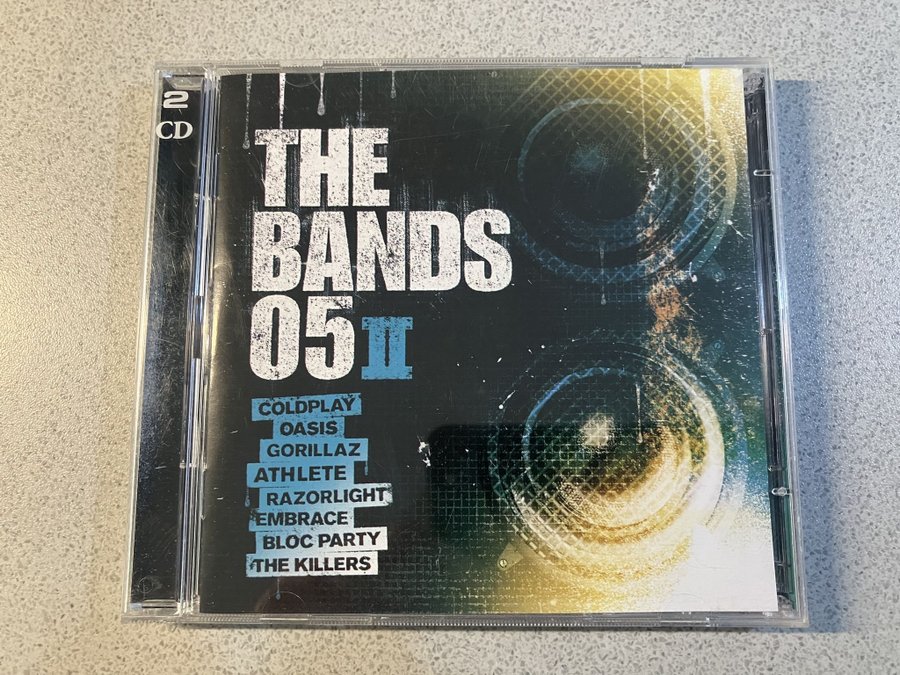 2
CD
THE
BANDS
05 II
COLDPLAY
OASIS
GORILLAZ
ATHLETE
RAZORLIGHT
EMBRACE
BLOC PARTY
THE KILLERS